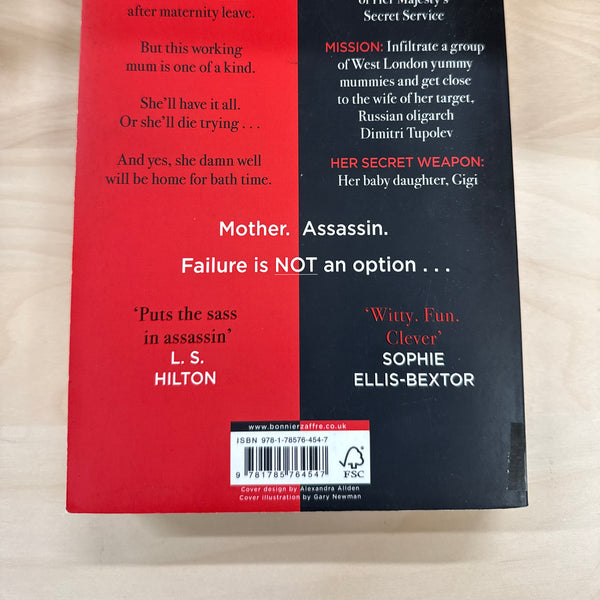 after maternity leave.
But this working
mum is one of a kind.
She'll have it all.
Or she'll die trying . . .
And yes, she damn well
will be home for bath time.
of Her Majesty's
Secret Service
MISSION: Infiltrate a group
of West London yummy
mummies and get close
to the wife of her target,
Russian oligarch
Dimitri Tupolev
HER SECRET WEAPON:
Her baby daughter, Gigi
Mother. Assassin.
Failure is NOT an option . . .
'Puts the sass
in assassin'
L. S.
HILTON
'Witty. Fun.
Clever'
SOPHIE
ELLIS-BEXTOR
www.bonnierzaffre.co.uk
ISBN 978-1-78576-454-7
9 781785 764547
FSC
Cover design by Alexandra Allden
Cover illustration by Gary Newman